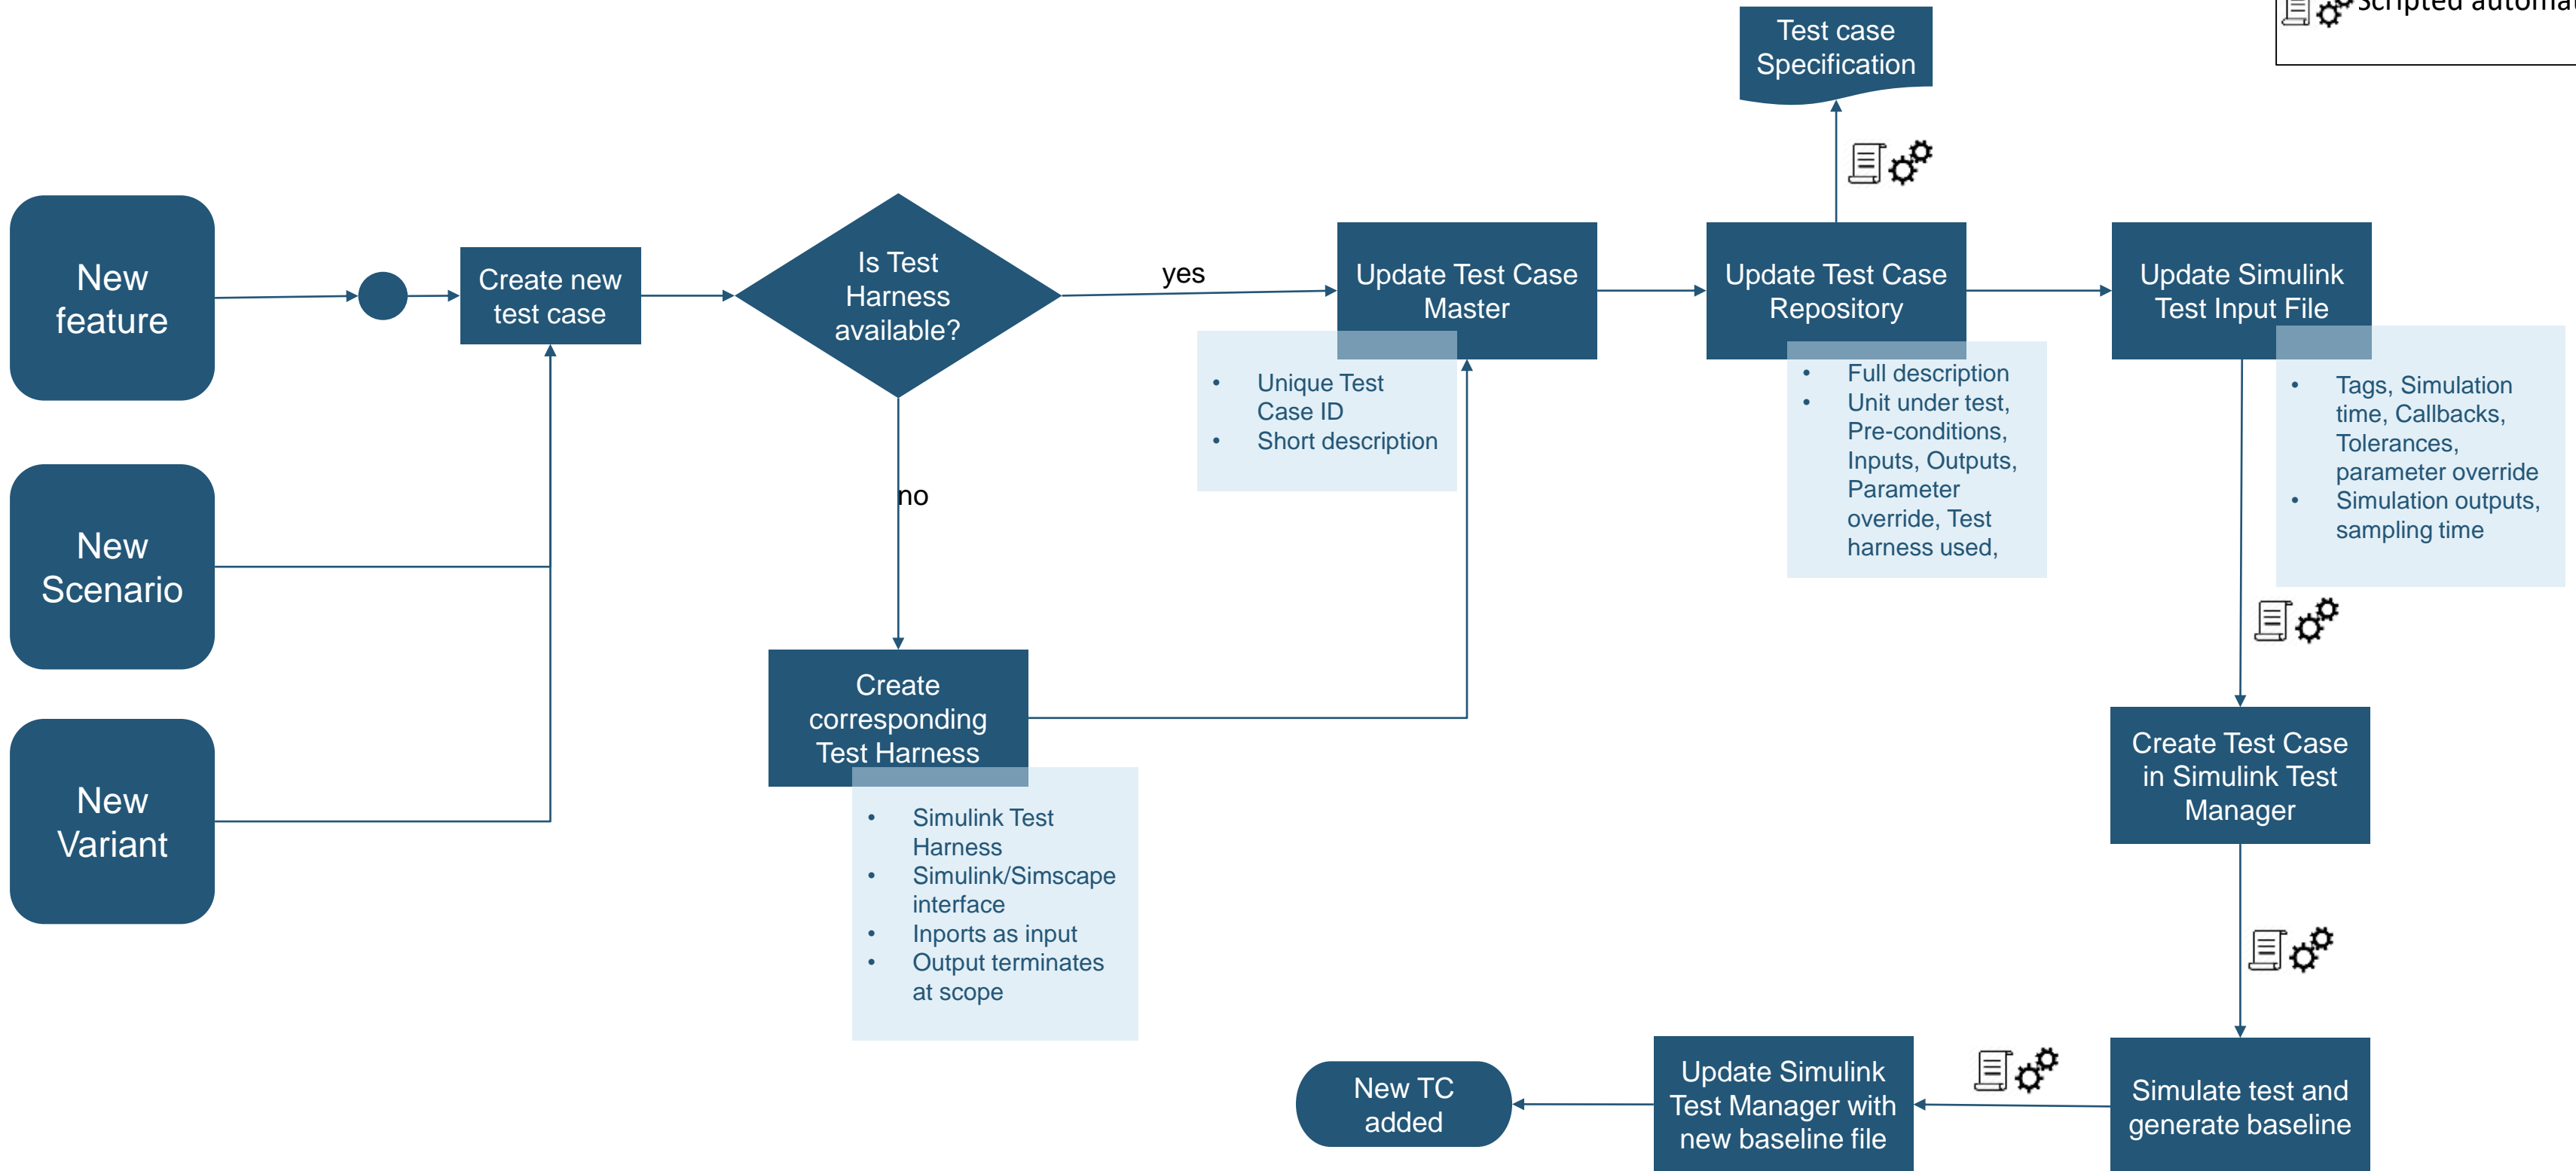 Scripted automat
Test case
Specification
New
feature
Create new
test case
Is Test
Harness
available?
yes
Update Test Case
Master
Update Test Case
Repository
Update Simulink
Test Input File
• Unique Test
Case ID
• Short description
• Full description
• Unit under test,
Pre-conditions,
Inputs, Outputs,
Parameter
override, Test
harness used,
• Tags, Simulation
time, Callbacks,
Tolerances,
parameter override
• Simulation outputs,
sampling time
no
New
Scenario
Create
corresponding
Test Harness
• Simulink Test
Harness
• Simulink/Simscape
interface
• Inports as input
• Output terminates
at scope
New
Variant
Create Test Case
in Simulink Test
Manager
Simulate test and
generate baseline
Update Simulink
Test Manager with
new baseline file
New TC
added